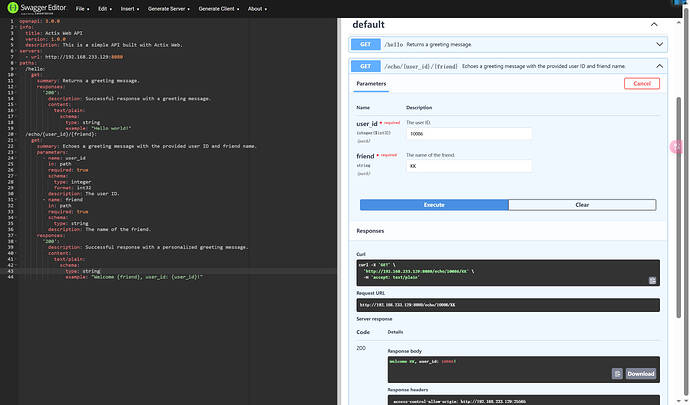 Swagger Editor
File Edit Insert Generate Server Generate Client About
1 openapi: 3.0.0
2 info:
3 title: Actix Web API
4 version: 1.0.0
5 description: This is a simple API built with Actix Web.
6 servers:
7 - url: http://192.168.233.129:8080
8 paths:
9 /hello:
10 get:
11 summary: Returns a greeting message.
12 responses:
13 '200':
14 description: Successful response with a greeting message.
15 content:
16 text/plain:
17 schema:
18 type: string
19 example: "Hello world!"
20 /echo/{user_id}/{friend}:
21 get:
22 summary: Echoes a greeting message with the provided user ID and friend name.
23 parameters:
24 - name: user_id
25 in: path
26 required: true
27 schema:
28 type: integer
29 format: int32
30 description: The user ID.
31 - name: friend
32 in: path
33 required: true
34 schema:
35 type: string
36 description: The name of the friend.
37 responses:
38 '200':
39 description: Successful response with a personalized greeting message.
40 content:
41 text/plain:
42 schema:
43 type: string
44 example: "Welcome {friend}, user_id: {user_id}!"
default
GET /hello Returns a greeting message.
GET /echo/{user_id}/{friend} Echoes a greeting message with the provided user ID and friend name.
Parameters
Cancel
Name Description
user_id * required
integer($int32)
(path)
The user ID.
10086
friend * required
string
(path)
The name of the friend.
KK
Execute Clear
Responses
Curl
curl -X 'GET' \
'http://192.168.233.129:8080/echo/10086/KK' \
-H 'accept: text/plain'
Request URL
http://192.168.233.129:8080/echo/10086/KK
Server response
Code Details
200
Response body
Welcome KK, user_id: 10086!
Download
Response headers
access-control-allow-origin: http://192.168.233.129:25565